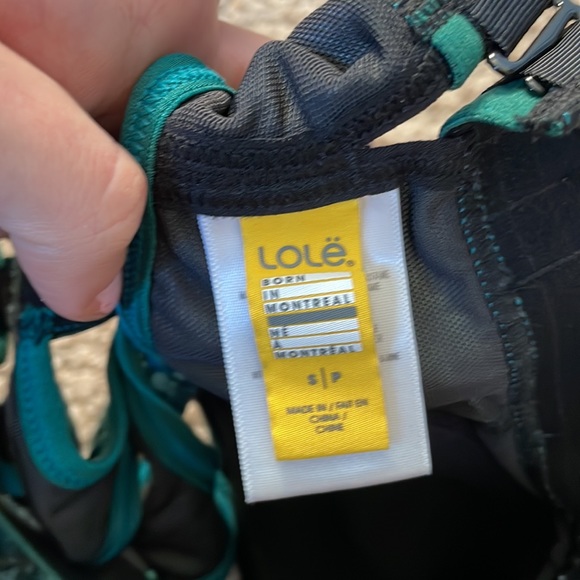 LOLë.
BORN
IN
MONTREAL
NÉ
À
MONTRÉAL
S|P
MADE IN / FAIT EN
CHINA /
CHINE